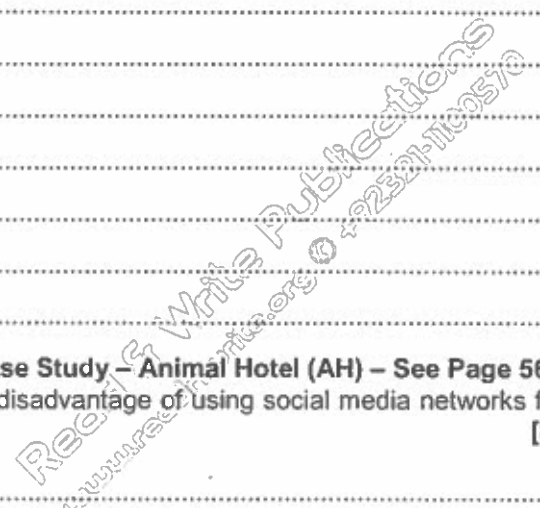 Read & Write Publications
www.readnwrite.org © +92321-1100570
se Study – Animal Hotel (AH) – See Page 56
disadvantage of using social media networks f
[